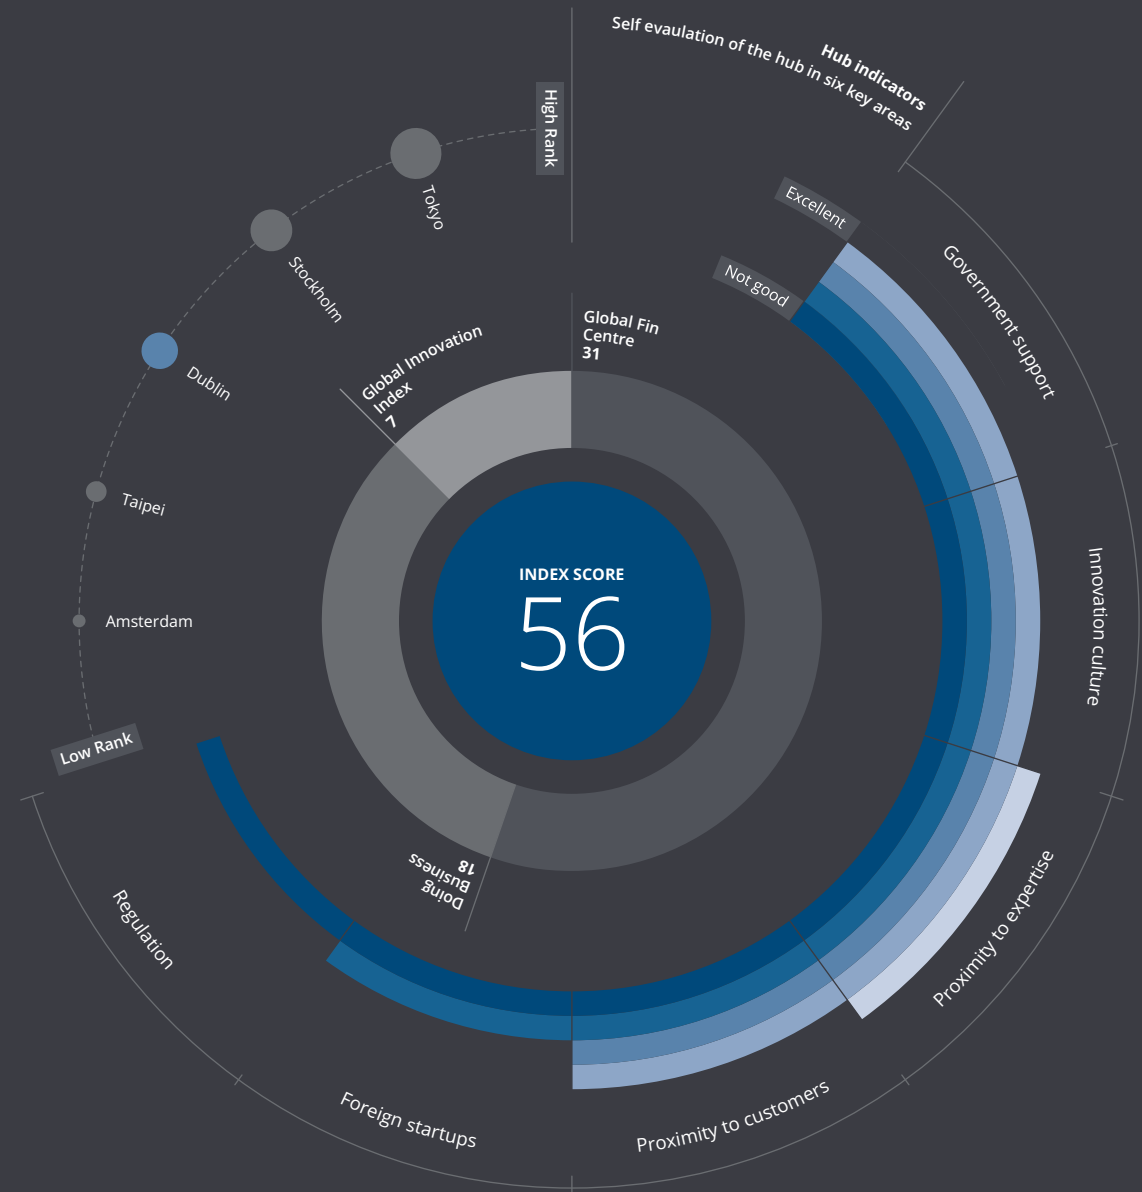 Hub indicators
Self evaulation of the hub in six key areas
High Rank
Tokyo
Stockholm
Dublin
Taipei
Amsterdam
Low Rank
Excellent
Not good
Government support
Innovation culture
Proximity to expertise
Proximity to customers
Foreign startups
Regulation
Global Fin
Centre
31
Global Innovation
Index
7
INDEX SCORE
56
Doing
Business
18